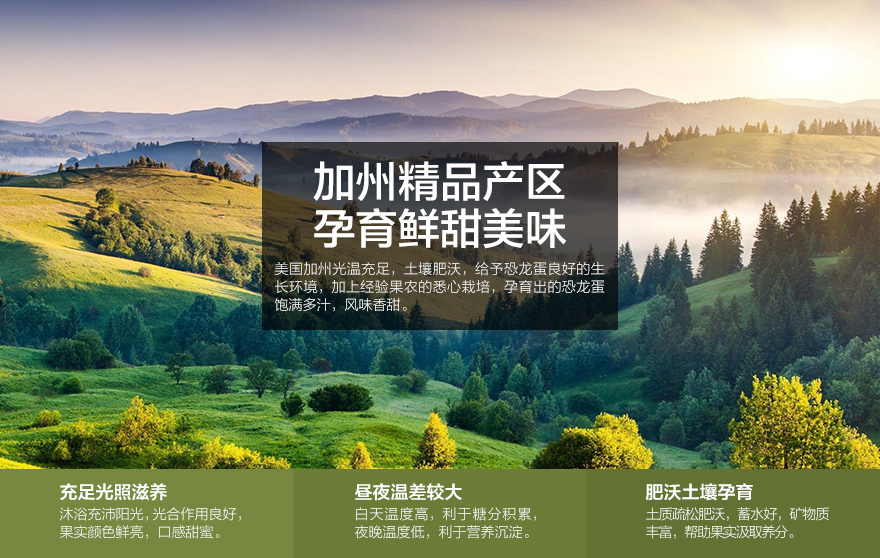 加州精品产区
孕育鲜甜美味
美国加州光温充足，土壤肥沃，给予恐龙蛋良好的生
长环境，加上经验果农的悉心栽培，孕育出的恐龙蛋
饱满多汁，风味香甜。
充足光照滋养
沐浴充沛阳光，光合作用良好，
果实颜色鲜亮，口感甜蜜。
昼夜温差较大
白天温度高，利于糖分积累，
夜晚温度低，利于营养沉淀。
肥沃土壤孕育
土质疏松肥沃，蓄水好，矿物质
丰富，帮助果实汲取养分。